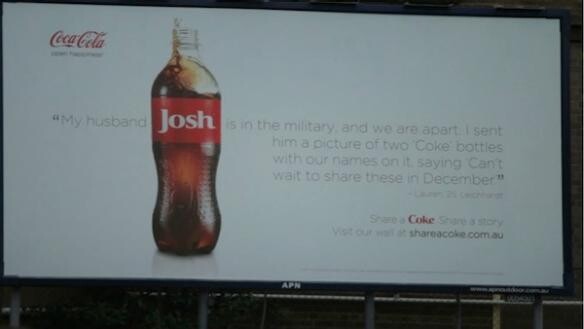 Coca-Cola
open happiness
“My husband Josh is in the military, and we are apart. I sent
him a picture of two ‘Coke’ bottles
with our names on it, saying ‘Can’t
wait to share these in December’”
- Lauren, 25, Leichhardt
Share a Coke. Share a story.
Visit our wall at shareacoke.com.au
APN
www.apnoutdoor.com.au